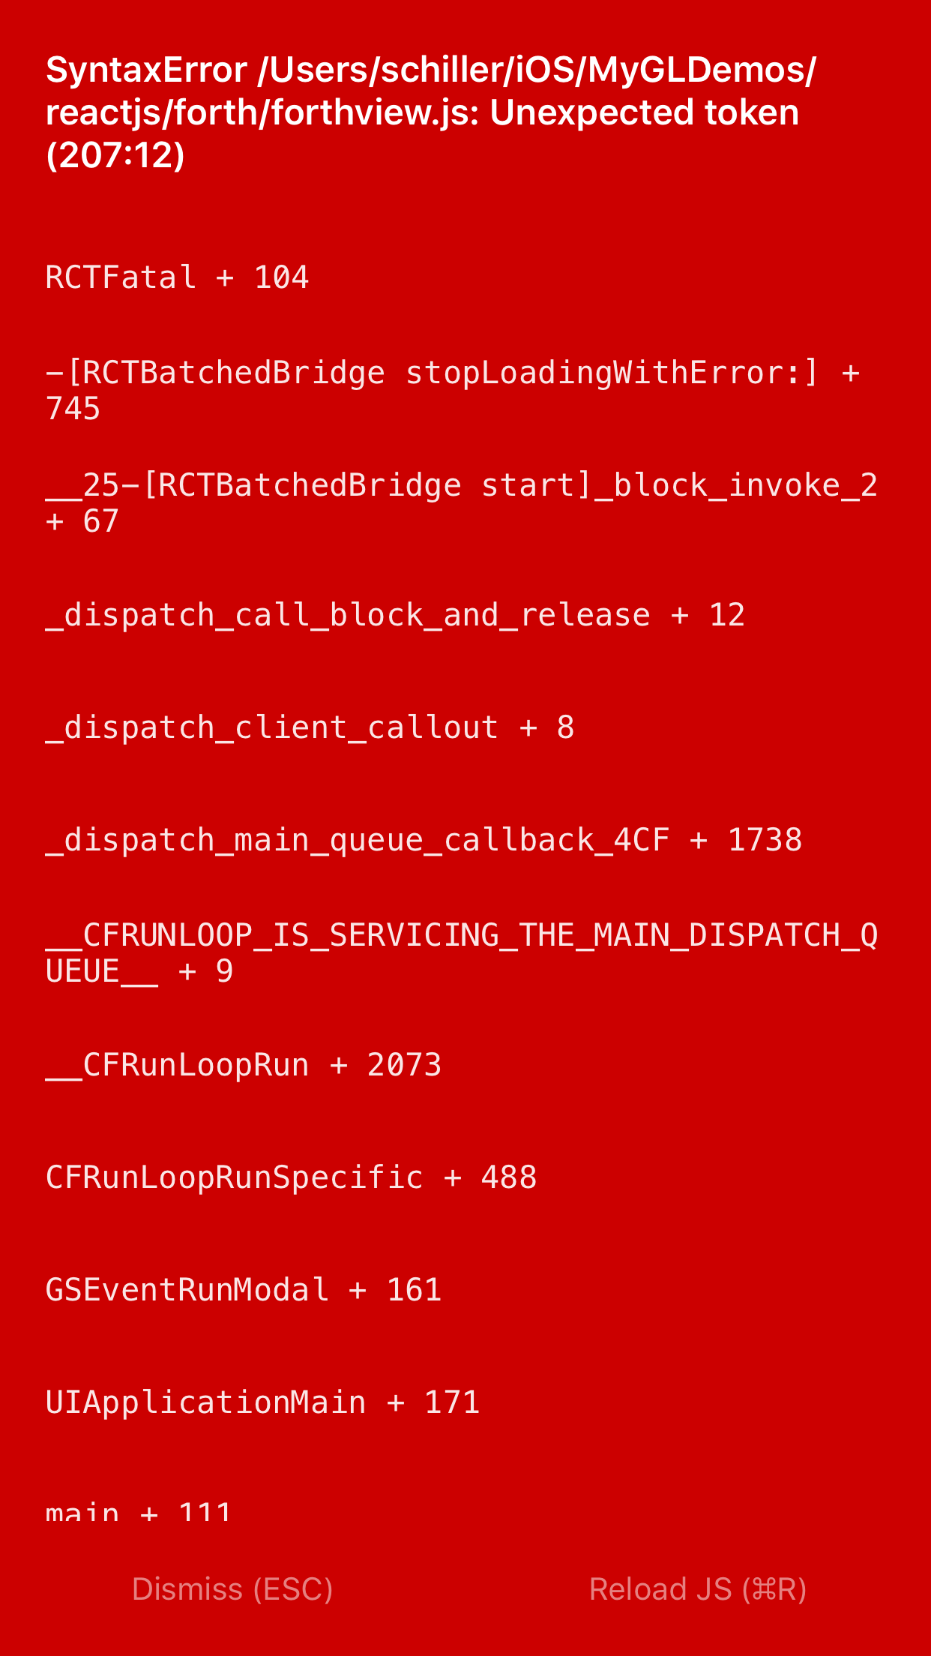 SyntaxError /Users/schiller/iOS/MyGLDemos/
reactjs/forth/forthview.js: Unexpected token
(207:12)
RCTFatal + 104
-[RCTBatchedBridge stopLoadingWithError:] +
745
__25-[RCTBatchedBridge start]_block_invoke_2
+ 67
_dispatch_call_block_and_release + 12
_dispatch_client_callout + 8
_dispatch_main_queue_callback_4CF + 1738
__CFRUNLOOP_IS_SERVICING_THE_MAIN_DISPATCH_Q
UEUE__ + 9
__CFRunLoopRun + 2073
CFRunLoopRunSpecific + 488
GSEventRunModal + 161
UIApplicationMain + 171
main + 111
Dismiss (ESC)
Reload JS (⌘R)